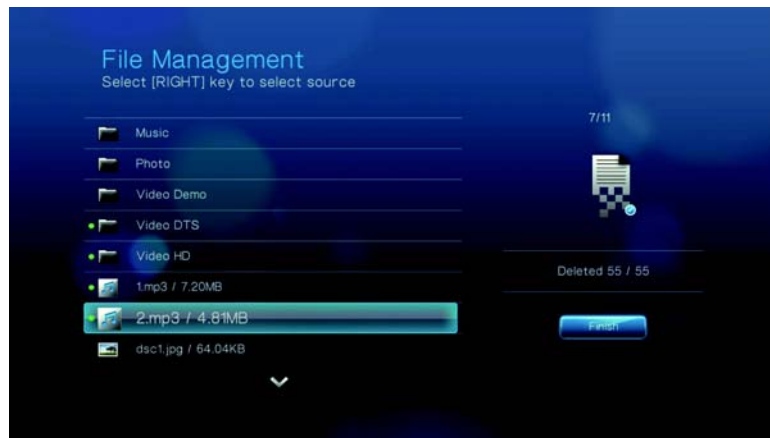 File Management
Select [RIGHT] key to select source
7/11
Music
Photo
Video Demo
Video DTS
Video HD
1.mp3 / 7.20MB
2.mp3 / 4.81MB
dsc1.jpg / 64.04KB
Deleted 55 / 55
Finish